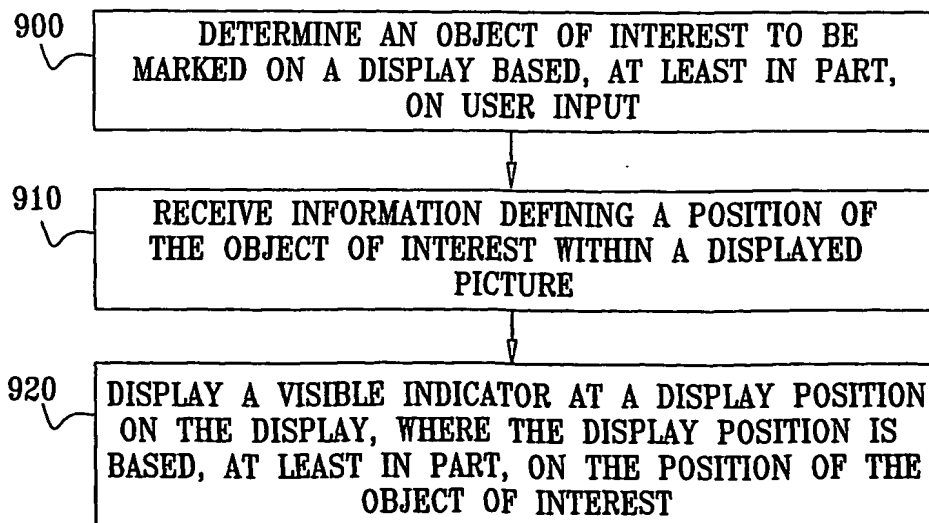 900
DETERMINE AN OBJECT OF INTEREST TO BE
MARKED ON A DISPLAY BASED, AT LEAST IN PART,
ON USER INPUT
910
RECEIVE INFORMATION DEFINING A POSITION OF
THE OBJECT OF INTEREST WITHIN A DISPLAYED
PICTURE
920
DISPLAY A VISIBLE INDICATOR AT A DISPLAY POSITION
ON THE DISPLAY, WHERE THE DISPLAY POSITION IS
BASED, AT LEAST IN PART, ON THE POSITION OF THE
OBJECT OF INTEREST